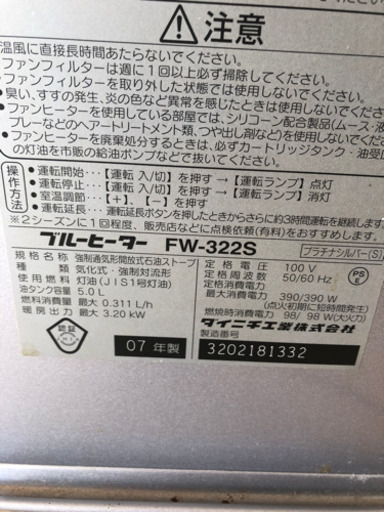 ⚠注意
温風に直接長時間あたらないでください。
ファンフィルターは週に1回以上必ず掃除してください。
ファンフィルターを取り外した状態では使用しないでください。
臭い、すすの発生、炎の色など異常を感じたときは使用しないでください。
ファンヒーターを使用している部屋では、シリコーン配合製品(ムース・
プレーなどのヘアートリートメント類、つや出し剤など)を使用しない
ファンヒーターを廃棄処分するときは、必ずカートリッジタンク・油受
の灯油を市販の給油ポンプなどで抜いてください。
操作方法
●運転開始…【運転 入/切】を押す→【運転ランプ】点灯
●運転停止…【運転 入/切】を押す→【運転ランプ】消灯
●室温調節…【+】、【-】を押す
●運転延長…運転延長ボタンを押されたときからさらに約3時間運転を継続し
※2シーズンに1回程度、販売店などに点検依頼(有料)をおすすめします。
ブルーヒーター FW-322S
プラチナシルバー(S)
規格名称 強制通気形開放式石油ストーブ
種類 気化式・強制対流形
使用燃料 灯油(JIS1号灯油)
油タンク容量 5.0 L
燃料消費量 最大 0.311 L/h
暖房出力 最大 3.20 kW
定格電圧 100 V
定格周波数 50/60 Hz
最大消費電力 390/390 W
(点火初期に短時間発生)
燃焼時消費電力 98/ 98 W(大火力)
PSE
認証
ダイニチ工業株式会社
07年製
製造番号 3202181332